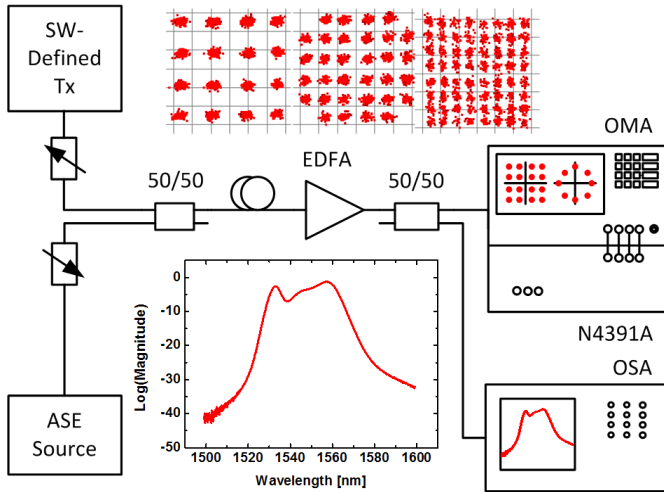 SW-
Defined
Tx
OMA
EDFA
50/50
50/50
N4391A
OSA
ASE
Source
Log(Magnitude)
0
-10
-20
-30
-40
-50
1500 1520 1540 1560 1580 1600
Wavelength [nm]